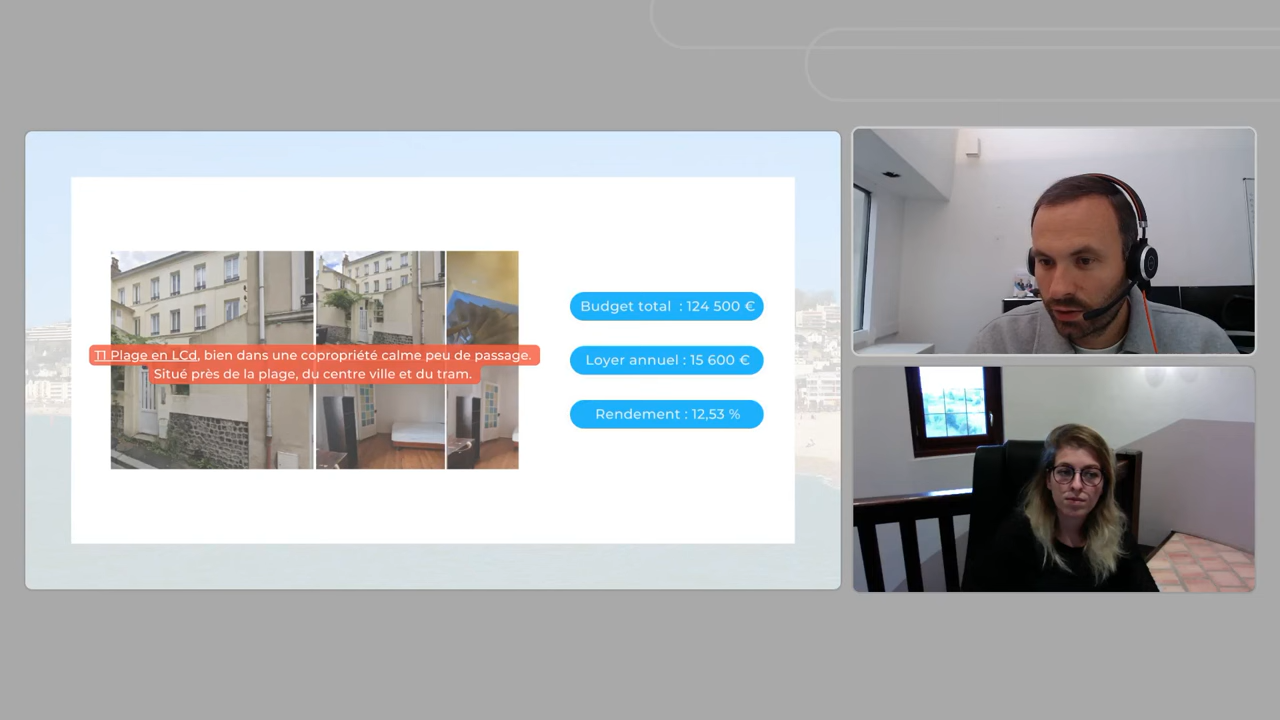 T1 Plage en LCd, bien dans une copropriété calme peu de passage.
Situé près de la plage, du centre ville et du tram.
Budget total : 124 500 €
Loyer annuel : 15 600 €
Rendement : 12,53 %